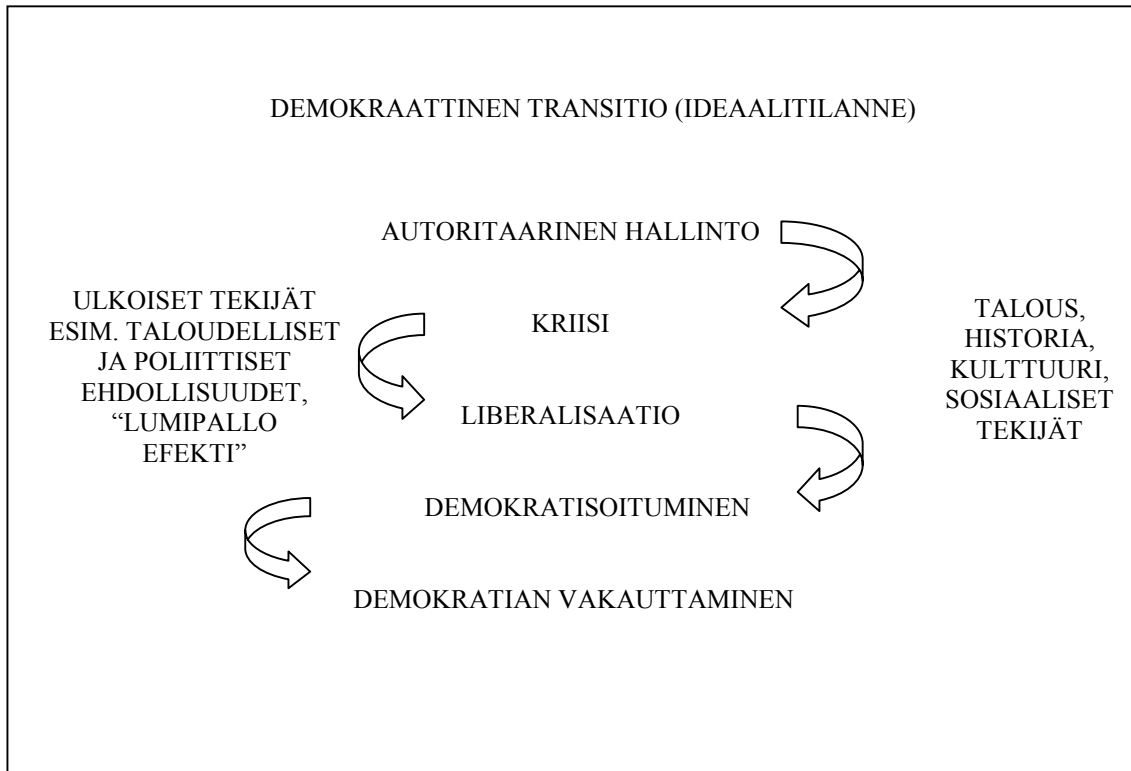 DEMOKRAATTINEN TRANSITIO (IDEAALITILANNE)
AUTORITAARINEN HALLINTO
ULKOISET TEKIJÄT
ESIM. TALOUDELLISET
JA POLIITTISET
EHDOLLISUUDET,
“LUMIPALLO
EFEKTI”
KRIISI
TALOUS,
HISTORIA,
KULTTUURI,
SOSIAALISET
TEKIJÄT
LIBERALISAATIO
DEMOKRATISOITUMINEN
DEMOKRATIAN VAKAUTTAMINEN